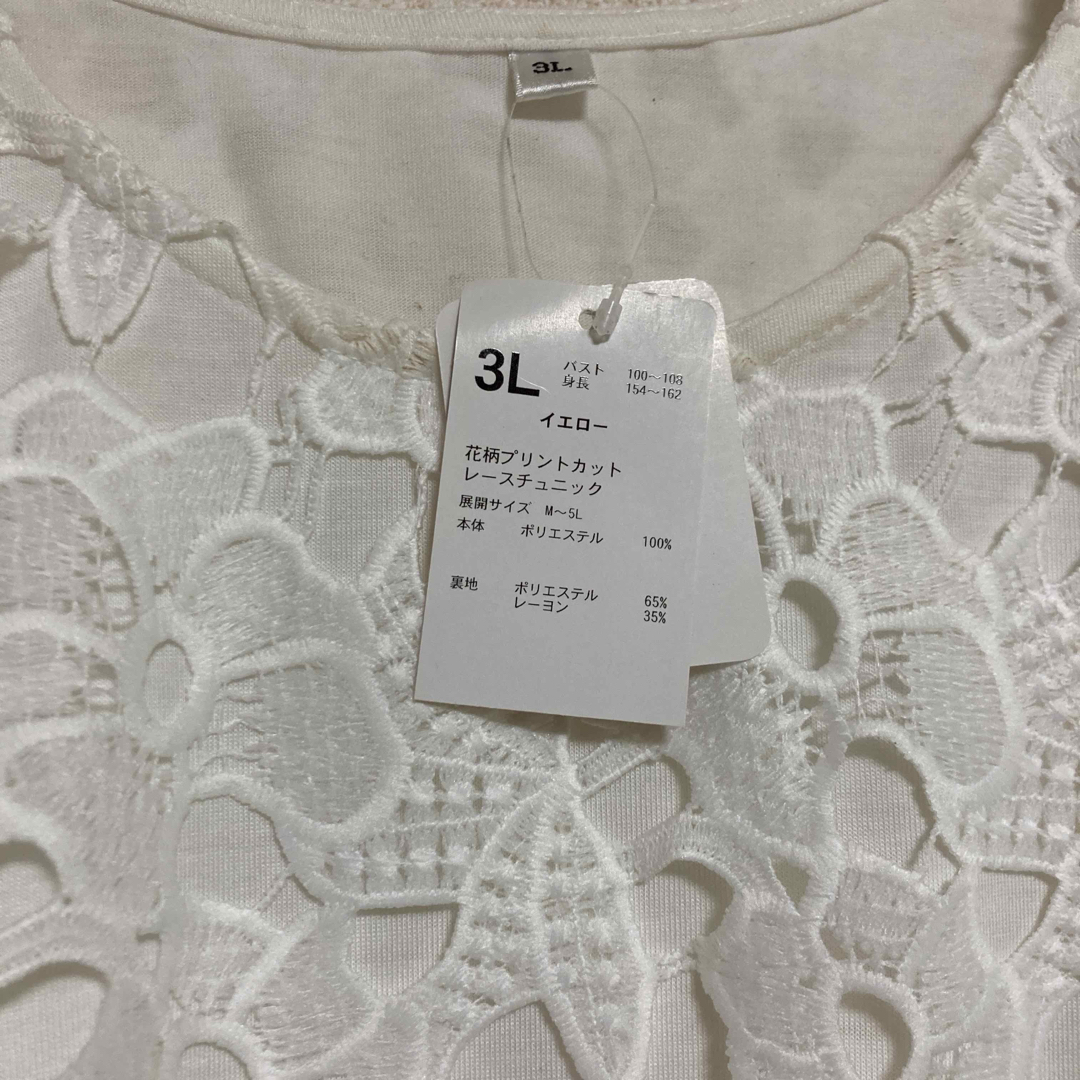 3L
3L
バスト 100～108
身長 154～162
イエロー
花柄プリントカット
レースチュニック
展開サイズ M～5L
本体 ポリエステル 100%
裏地 ポリエステル 65%
レーヨン 35%